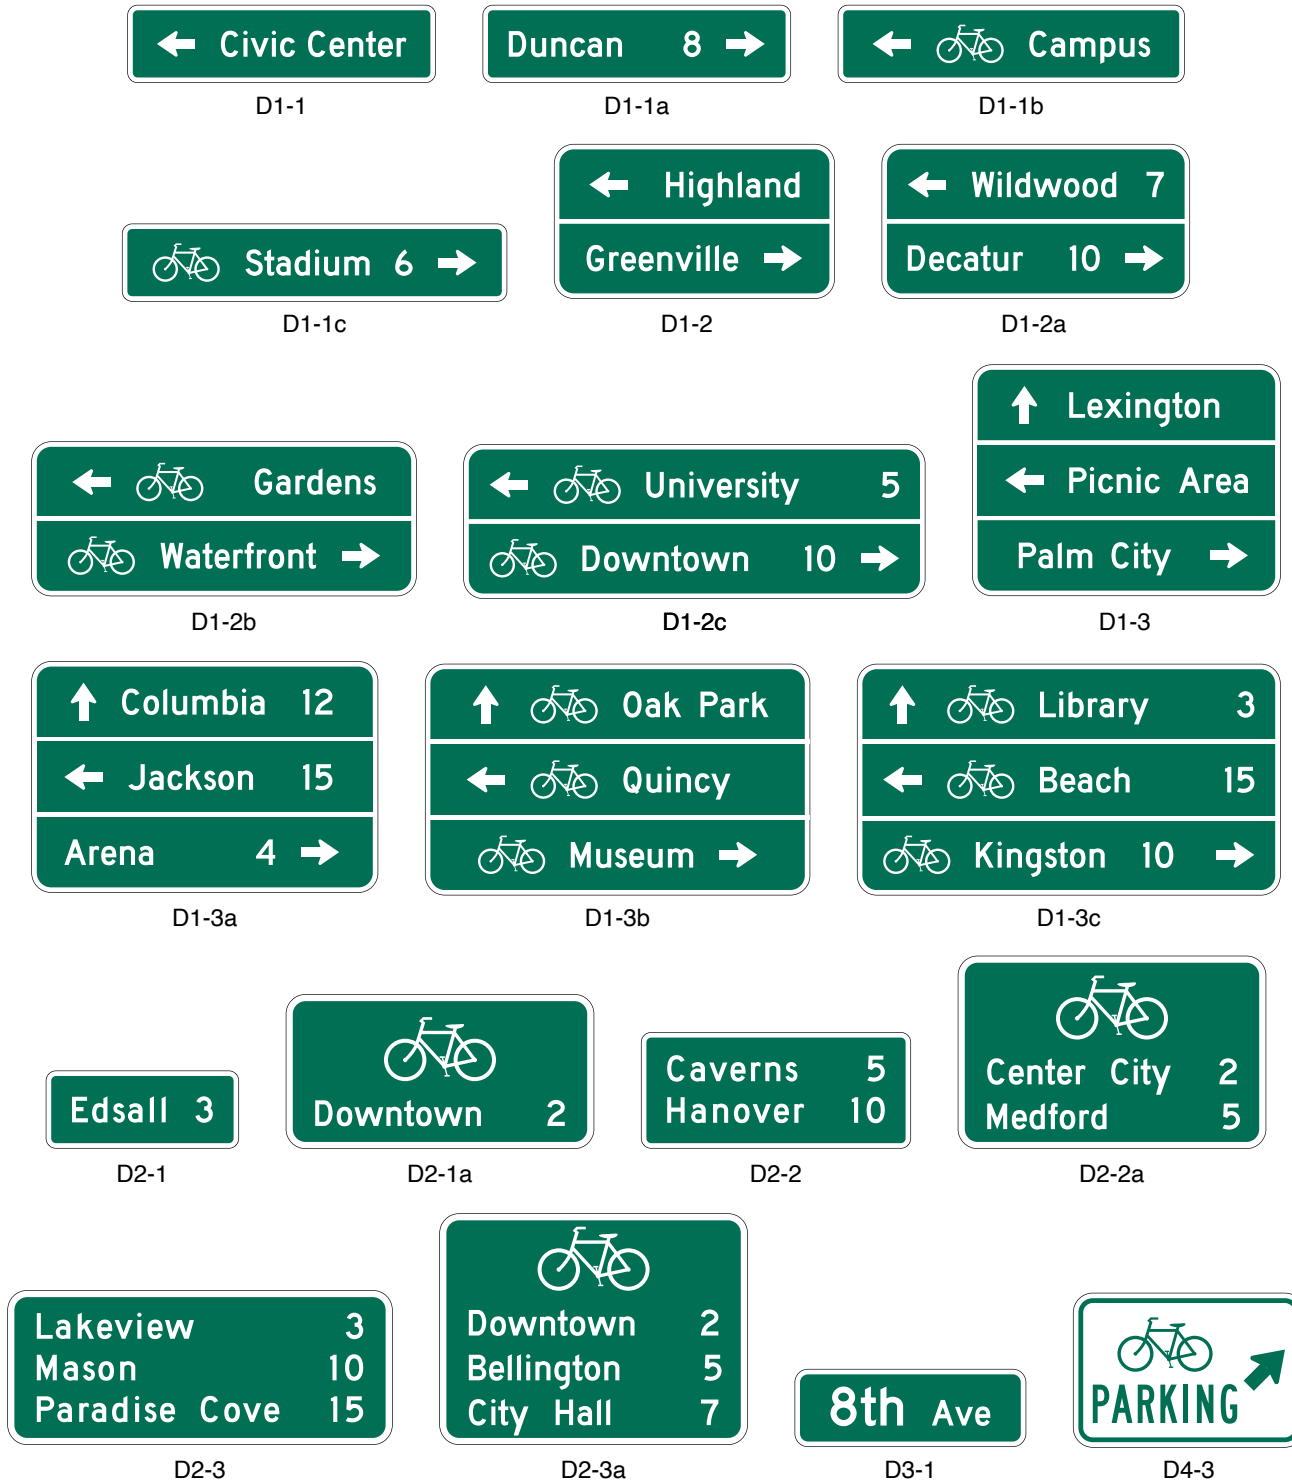 Civic Center
Duncan 8
Campus
D1-1
D1-1a
D1-1b
Stadium 6
D1-1c
Highland
Greenville
D1-2
Wildwood 7
Decatur 10
D1-2a
Gardens
Waterfront
D1-2b
University 5
Downtown 10
D1-2c
Lexington
Picnic Area
Palm City
D1-3
Columbia 12
Jackson 15
Arena 4
D1-3a
Oak Park
Quincy
Museum
D1-3b
Library 3
Beach 15
Kingston 10
D1-3c
Edsall 3
D2-1
Downtown 2
D2-1a
Caverns 5
Hanover 10
D2-2
Center City 2
Medford 5
D2-2a
Lakeview 3
Mason 10
Paradise Cove 15
D2-3
Downtown 2
Bellington 5
City Hall 7
D2-3a
8th Ave
D3-1
PARKING
D4-3